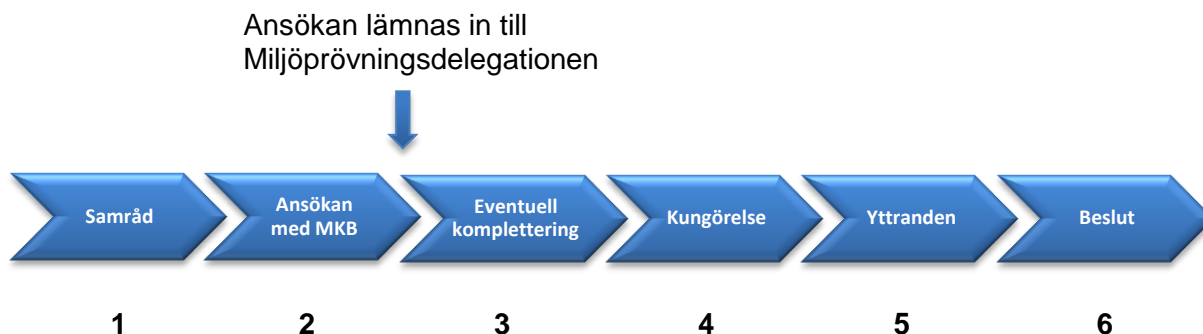 Ansökan lämnas in till
Miljöprövningsdelegationen
Samråd
Ansökan
med MKB
Eventuell
komplettering
Kungörelse
Yttranden
Beslut
1 2 3 4 5 6